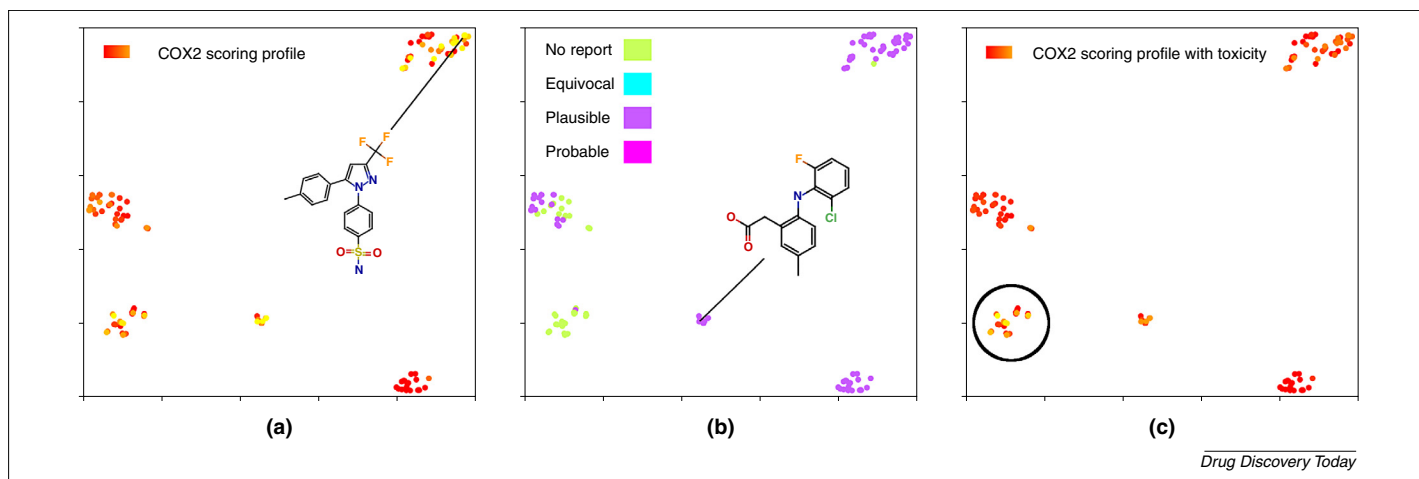 COX2 scoring profile
F
F
F
N
N
O
S
O
N
(a)
No report
Equivocal
Plausible
Probable
F
N
Cl
O
O
(b)
COX2 scoring profile with toxicity
(c)
Drug Discovery Today